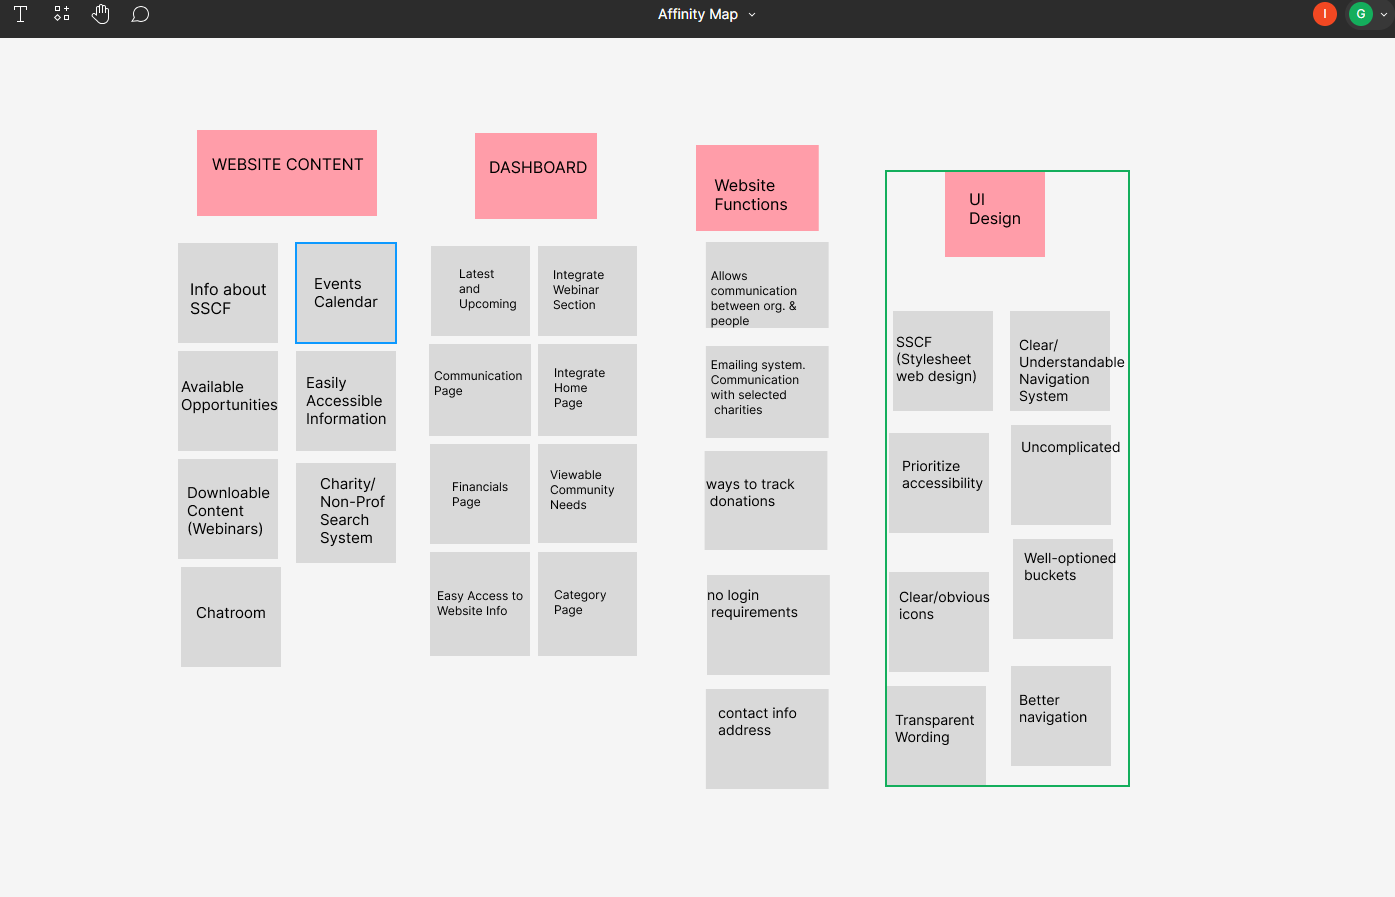 Affinity Map
I
G
WEBSITE CONTENT
Info about
SSCF
Events
Calendar
Available
Opportunities
Easily
Accessible
Information
Downloable
Content
(Webinars)
Charity/
Non-Prof
Search
System
Chatroom
DASHBOARD
Latest
and
Upcoming
Integrate
Webinar
Section
Communication
Page
Integrate
Home
Page
Financials
Page
Viewable
Community
Needs
Easy Access to
Website Info
Category
Page
Website
Functions
Allows
communication
between org. &
people
Emailing system.
Communication
with selected
charities
ways to track
donations
no login
requirements
contact info
address
UI
Design
SSCF
(Stylesheet
web design)
Clear/
Understandable
Navigation
System
Prioritize
accessibility
Uncomplicated
Clear/obvious
icons
Well-optioned
buckets
Transparent
Wording
Better
navigation